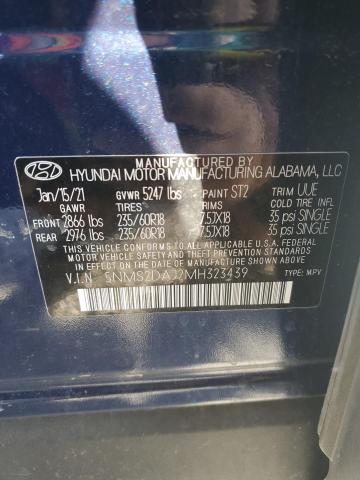 MANUFACTURED BY
HYUNDAI MOTOR MANUFACTURING ALABAMA, LLC
Jan/15/21 GVWR 5247 lbs PAINT ST2 TRIM UUE
GAWR TIRES RIMS COLD TIRE INFL
FRONT 2866 lbs 235/60R18 7.5JX18 35 psi SINGLE
REAR 2976 lbs 235/60R18 7.5JX18 35 psi SINGLE
THIS VEHICLE CONFORMS TO ALL APPLICABLE FEDERAL
MOTOR VEHICLE SAFETY AND THEFT PREVENTION STANDARDS
IN EFFECT ON THE DATE OF MANUFACTURE SHOWN ABOVE.
V.I.N 5NMS2DAJ2MH323439 TYPE: MPV